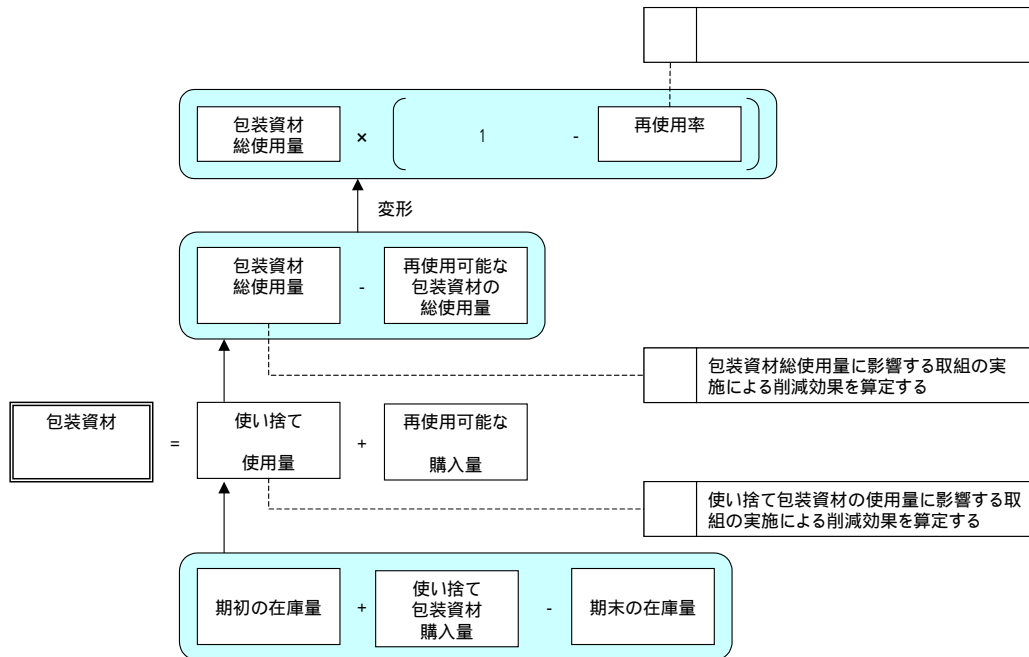 包装資材
総使用量
×
1
-
再使用率
変形
包装資材
総使用量
-
再使用可能な
包装資材の
総使用量
包装資材総使用量に影響する取組の実
施による削減効果を算定する
包装資材
=
使い捨て
使用量
+
再使用可能な
購入量
使い捨て包装資材の使用量に影響する取
組の実施による削減効果を算定する
期初の在庫量
+
使い捨て
包装資材
購入量
-
期末の在庫量